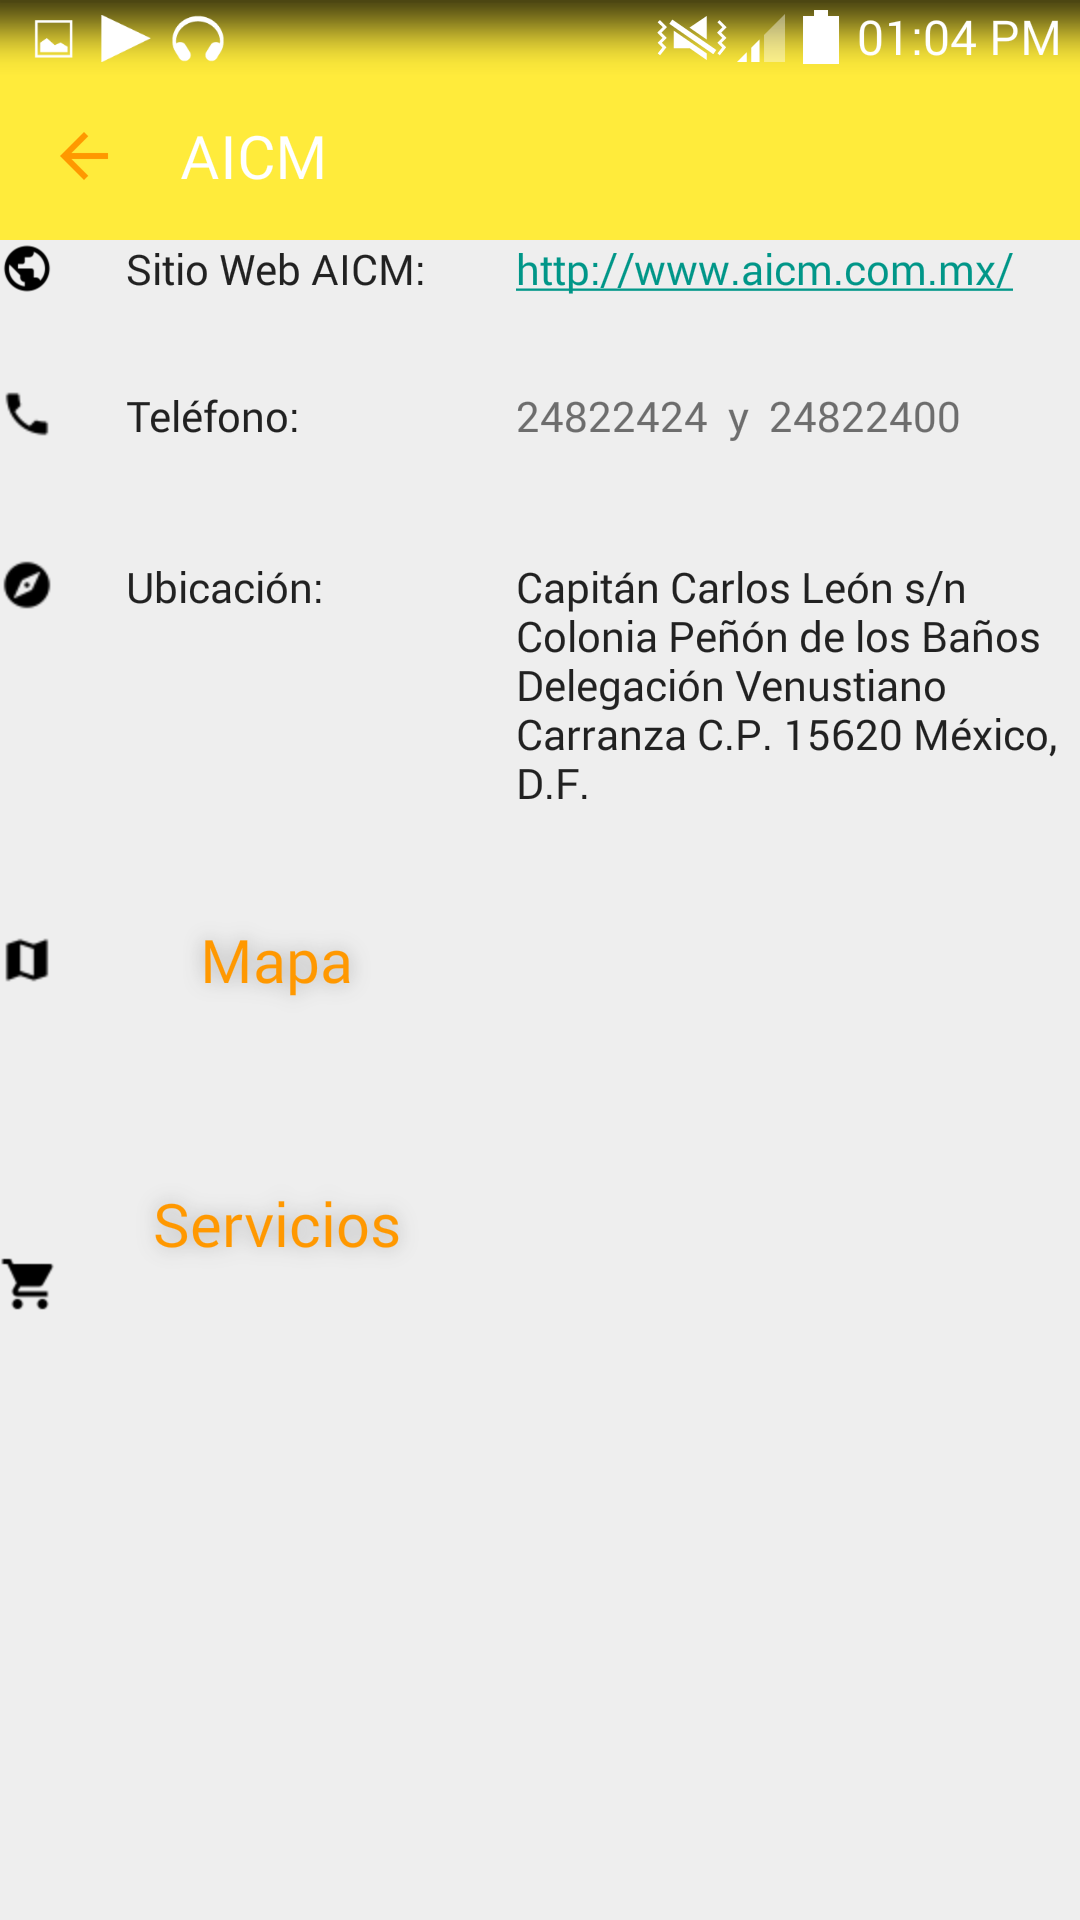 01:04 PM
AICM
Sitio Web AICM: http://www.aicm.com.mx/
Teléfono: 24822424 y 24822400
Ubicación: Capitán Carlos León s/n
Colonia Peñón de los Baños
Delegación Venustiano
Carranza C.P. 15620 México,
D.F.
Mapa
Servicios